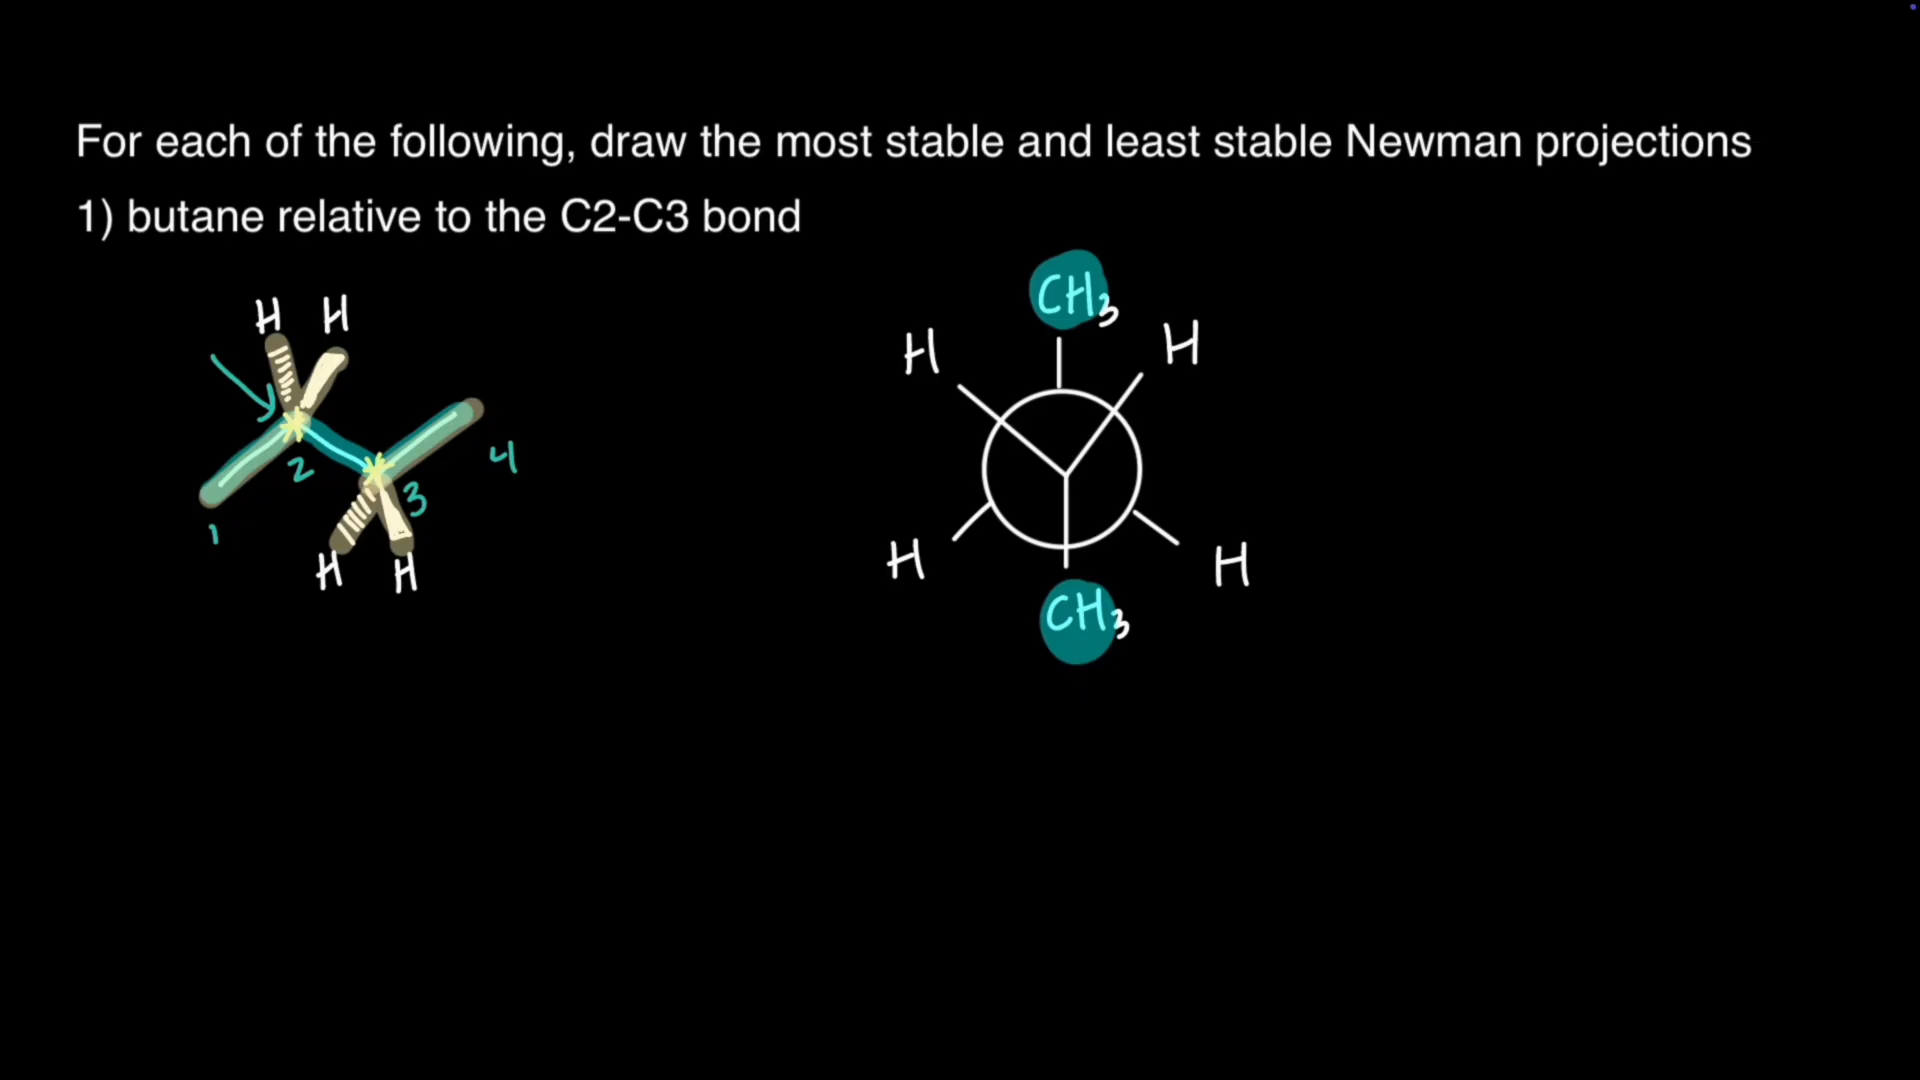 For each of the following, draw the most stable and least stable Newman projections
1) butane relative to the C2-C3 bond
CH3
H H
H H
4
2
3
1
H H
H H
CH3